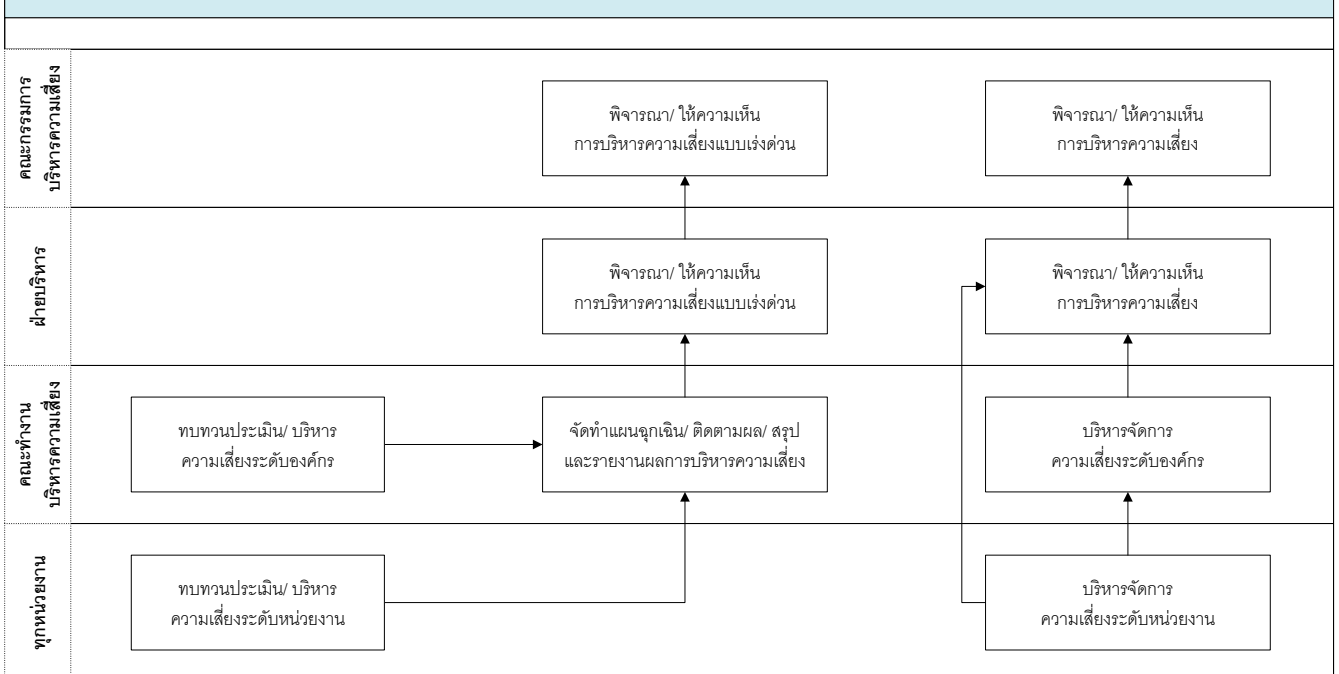 คณะกรรมการ
บริหารความเสี่ยง
พิจารณา/ ให้ความเห็น
การบริหารความเสี่ยงแบบเร่งด่วน
พิจารณา/ ให้ความเห็น
การบริหารความเสี่ยง
ฝ่ายบริหาร
พิจารณา/ ให้ความเห็น
การบริหารความเสี่ยงแบบเร่งด่วน
พิจารณา/ ให้ความเห็น
การบริหารความเสี่ยง
คณะทำงาน
บริหารความเสี่ยง
ทบทวนประเมิน/ บริหาร
ความเสี่ยงระดับองค์กร
จัดทำแผนฉุกเฉิน/ ติดตามผล/ สรุป
และรายงานผลการบริหารความเสี่ยง
บริหารจัดการ
ความเสี่ยงระดับองค์กร
ทุกหน่วยงาน
ทบทวนประเมิน/ บริหาร
ความเสี่ยงระดับหน่วยงาน
บริหารจัดการ
ความเสี่ยงระดับหน่วยงาน